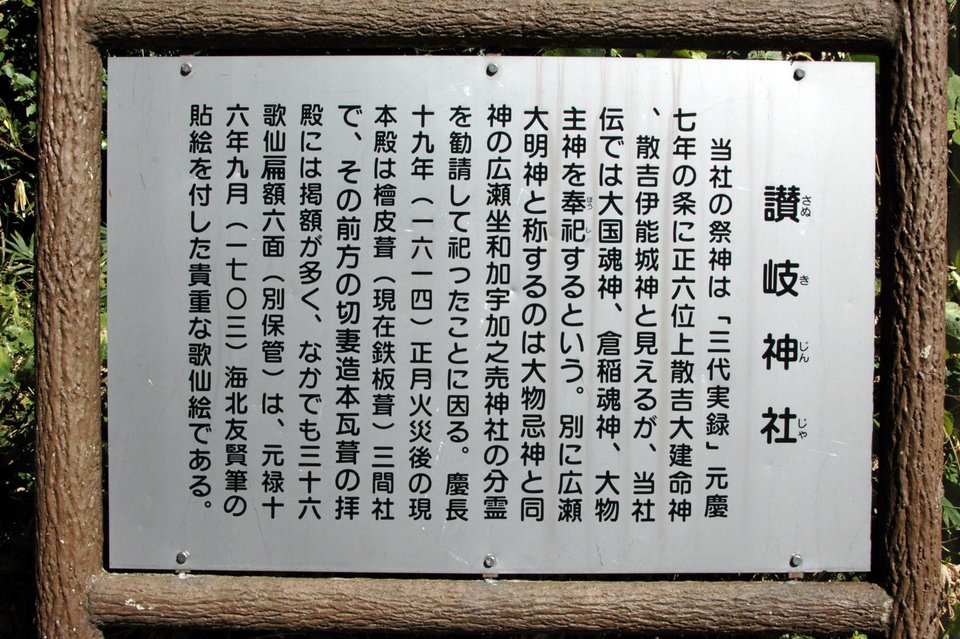 讃岐神社
さぬ き じん じゃ
当社の祭神は「三代実録」元慶
七年の条に正六位上散吉大建命神
、散吉伊能城神と見えるが、当社
伝では大国魂神、倉稲魂神、大物
主神を奉祀するという。別に広瀬
ほう し
大明神と称するのは大物忌神と同
神の広瀬坐和加宇加之売神社の分霊
を勧請して祀ったことに因る。慶長
十九年（一六一四）正月火災後の現
本殿は檜皮葺（現在鉄板葺）三間社
で、その前方の切妻造本瓦葺の拝
殿には掲額が多く、なかでも三十六
歌仙扁額六面（別保管）は、元禄十
六年九月（一七〇三）海北友賢筆の
貼絵を付した貴重な歌仙絵である。